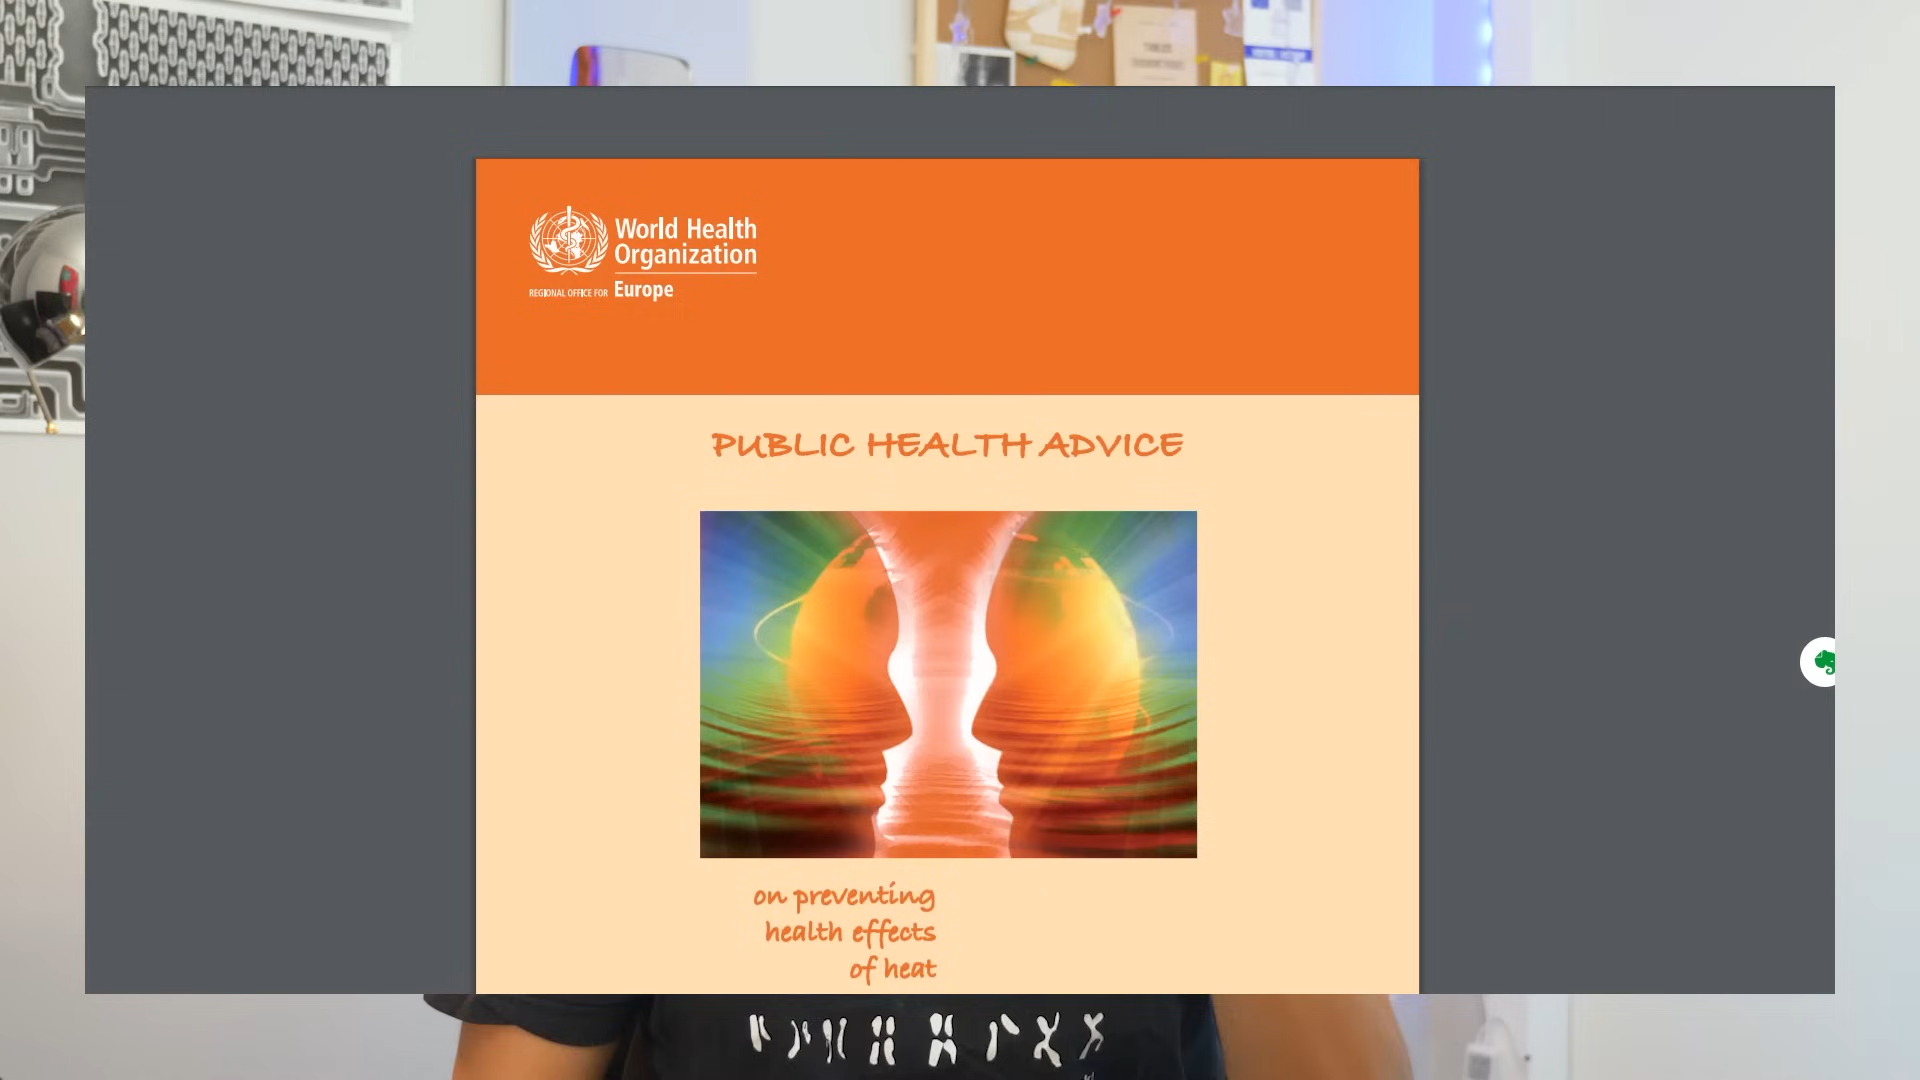 World Health
Organization
REGIONAL OFFICE FOR Europe
PUBLIC HEALTH ADVICE
on preventing
health effects
of heat